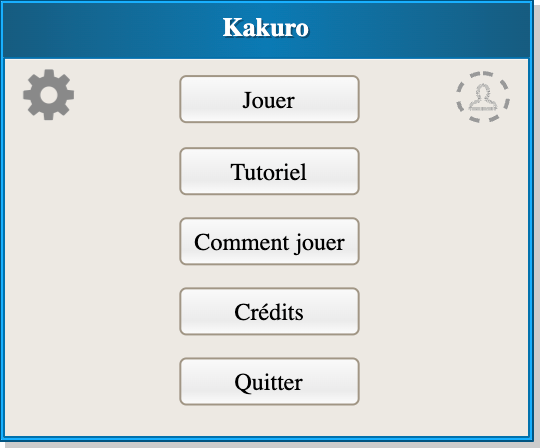 Kakuro
Jouer
Tutoriel
Comment jouer
Crédits
Quitter